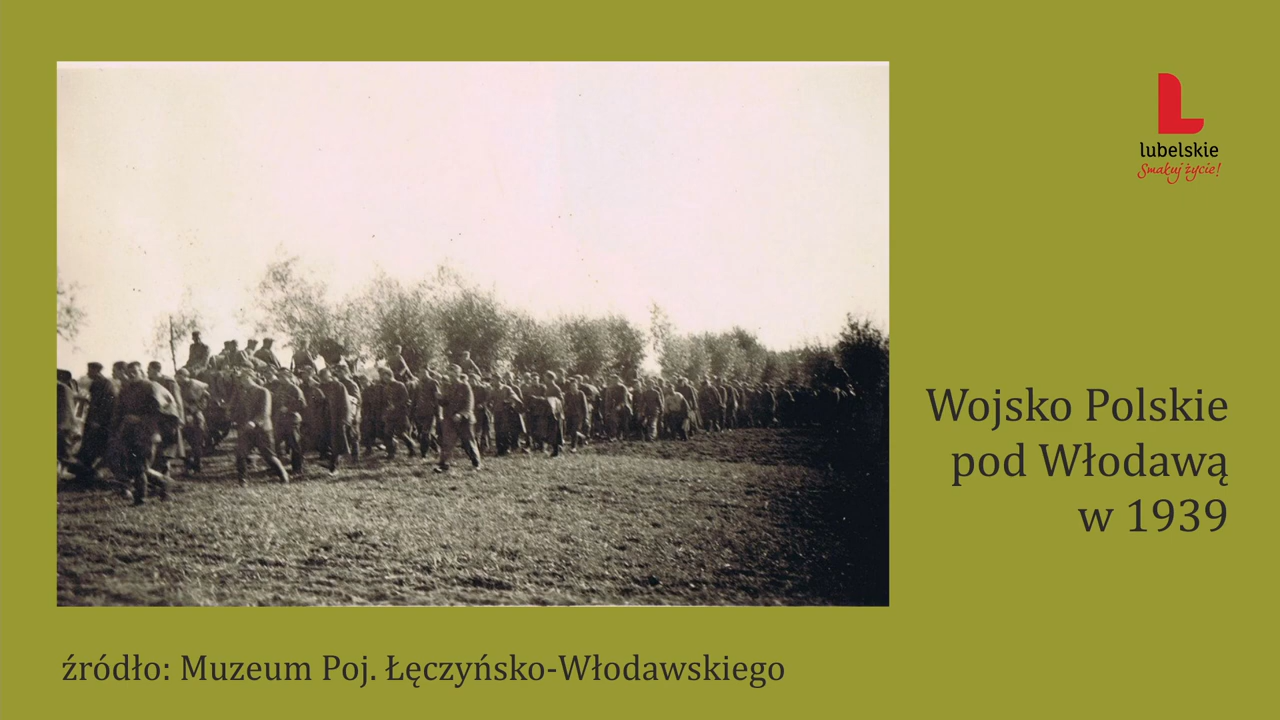 lubelskie
Smakuj życie!
Wojsko Polskie
pod Włodawą
w 1939
źródło: Muzeum Poj. Łęczyńsko-Włodawskiego